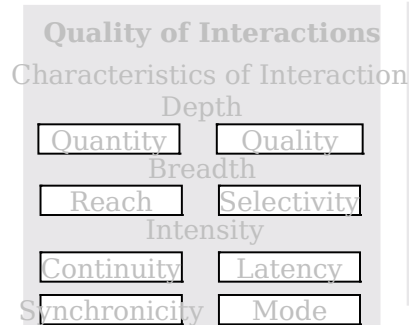 Quality of Interactions
Characteristics of Interaction
Depth
Quantity Quality
Breadth
Reach Selectivity
Intensity
Continuity Latency
Synchronicity Mode